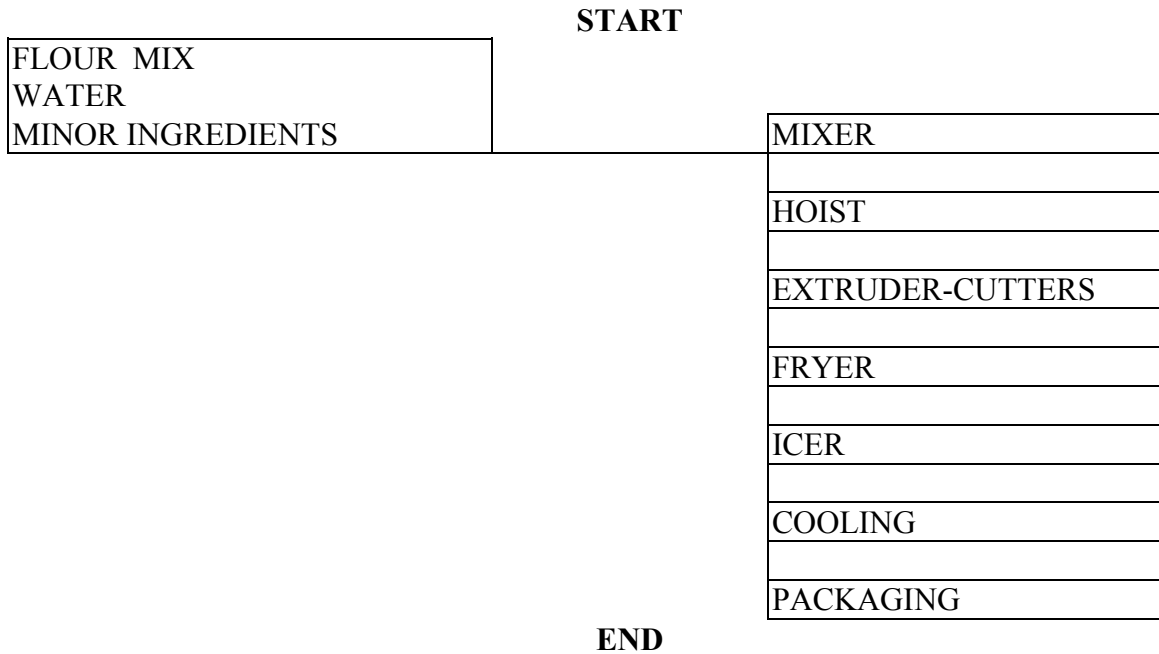 START
FLOUR  MIX
WATER
MINOR INGREDIENTS
MIXER
HOIST
EXTRUDER-CUTTERS
FRYER
ICER
COOLING
PACKAGING
END